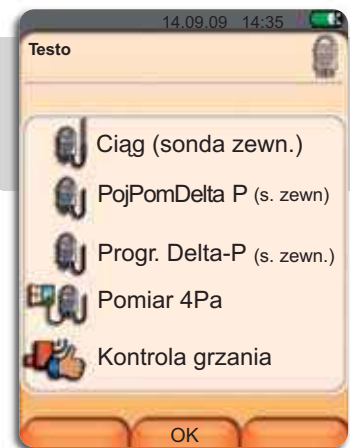 14.09.09 14:35
Testo
Ciąg (sonda zewn.)
PojPomDelta P (s. zewn)
Progr. Delta-P (s. zewn.)
Pomiar 4Pa
Kontrola grzania
OK